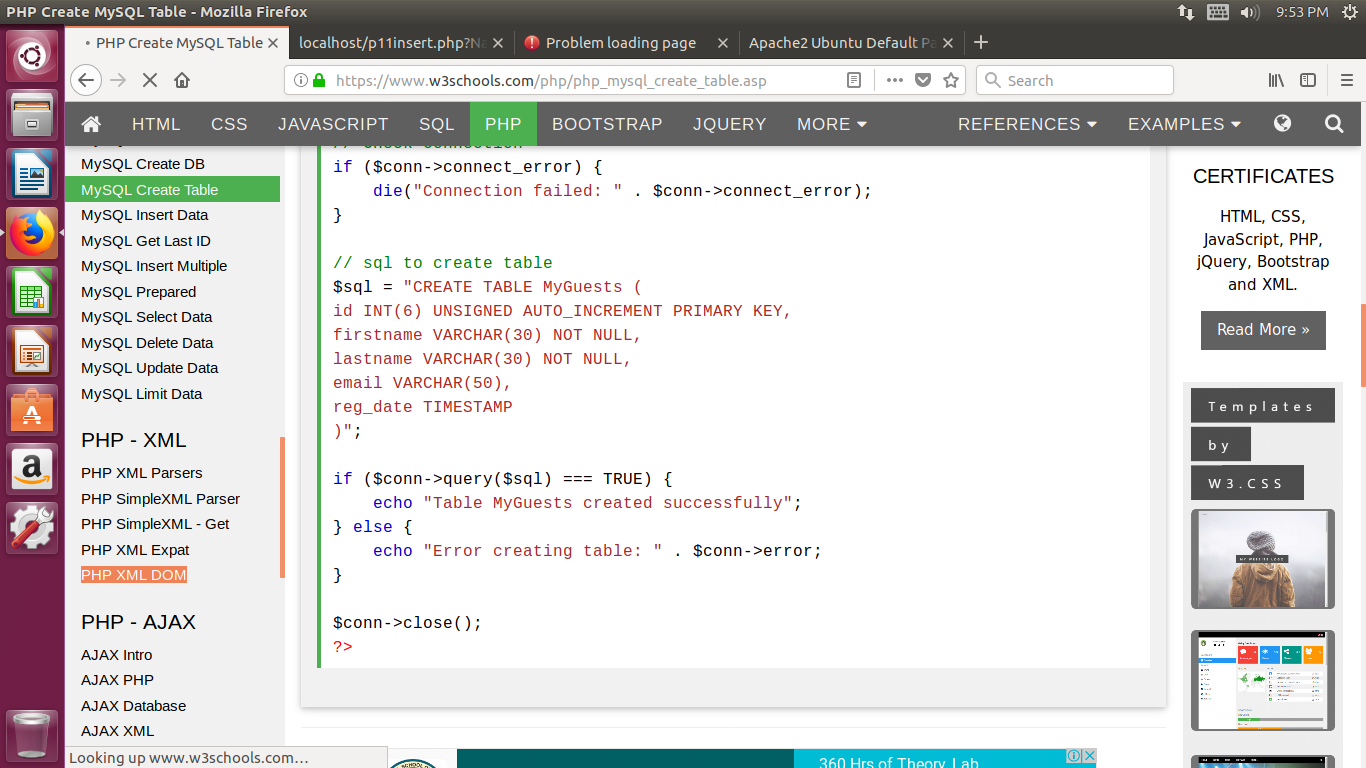 PHP Create MySQL Table - Mozilla Firefox
9:53 PM
PHP Create MySQL Table
localhost/p11insert.php?Na
Problem loading page
Apache2 Ubuntu Default Pa
https://www.w3schools.com/php/php_mysql_create_table.asp
Search
HTML CSS JAVASCRIPT SQL PHP BOOTSTRAP JQUERY MORE REFERENCES EXAMPLES
MySQL Create DB
MySQL Create Table
MySQL Insert Data
MySQL Get Last ID
MySQL Insert Multiple
MySQL Prepared
MySQL Select Data
MySQL Delete Data
MySQL Update Data
MySQL Limit Data
PHP - XML
PHP XML Parsers
PHP SimpleXML Parser
PHP SimpleXML - Get
PHP XML Expat
PHP XML DOM
PHP - AJAX
AJAX Intro
AJAX PHP
AJAX Database
AJAX XML
Looking up www.w3schools.com…
// Check connection
if ($conn->connect_error) {
    die("Connection failed: " . $conn->connect_error);
}
// sql to create table
$sql = "CREATE TABLE MyGuests (
id INT(6) UNSIGNED AUTO_INCREMENT PRIMARY KEY,
firstname VARCHAR(30) NOT NULL,
lastname VARCHAR(30) NOT NULL,
email VARCHAR(50),
reg_date TIMESTAMP
)";
if ($conn->query($sql) === TRUE) {
    echo "Table MyGuests created successfully";
} else {
    echo "Error creating table: " . $conn->error;
}
$conn->close();
?>
360 Hrs of Theory, Lab
CERTIFICATES
HTML, CSS,
JavaScript, PHP,
jQuery, Bootstrap
and XML.
Read More »
Templates
by
W3.CSS
MY WEBSITE LOGO